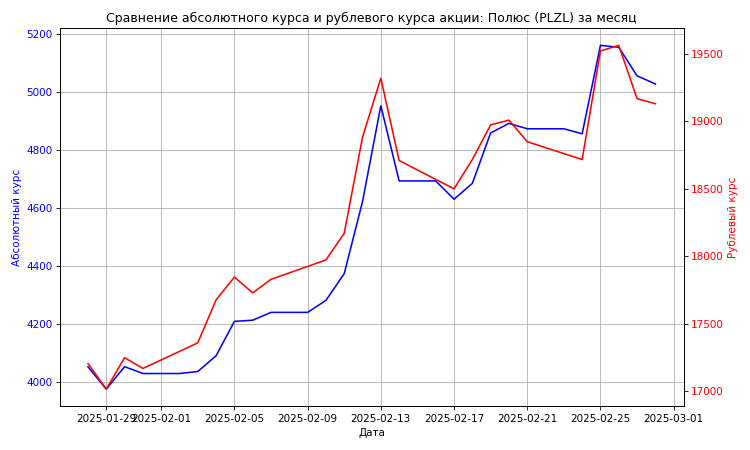 Сравнение абсолютного курса и рублевого курса акции: Полюс (PLZL) за месяц
Абсолютный курс
5200
5000
4800
4600
4400
4200
4000
19500
19000
18500
18000
17500
17000
Рублевый курс
2025-01-29 2025-02-01 2025-02-05 2025-02-09 2025-02-13 2025-02-17 2025-02-21 2025-02-25 2025-03-01
Дата